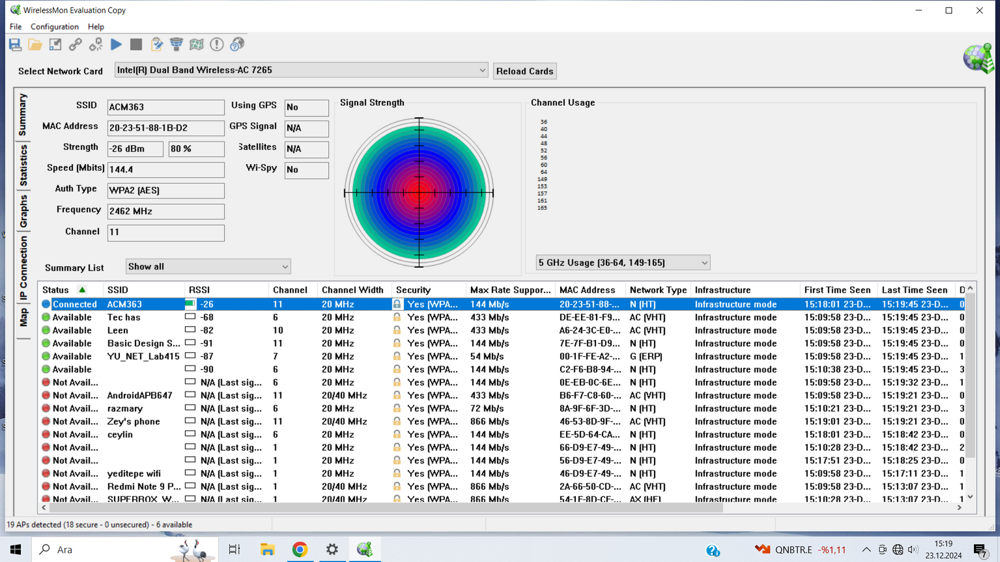 WirelessMon Evaluation Copy
File Configuration Help
Select Network Card Intel(R) Dual Band Wireless-AC 7265 Reload Cards
Summary
Statistics
Graphs
IP Connection
Map
SSID ACM363 Using GPS No
MAC Address 20-23-51-88-1B-D2 GPS Signal N/A
Strength -26 dBm 80 % Satellites N/A
Speed (Mbits) 144.4 Wi-Spy No
Auth Type WPA2 (AES)
Frequency 2462 MHz
Channel 11
Summary List Show all
Signal Strength
Channel Usage
36
40
44
48
52
56
60
64
149
153
157
161
165
5 GHz Usage (36-64, 149-165)
Status SSID RSSI Channel Channel Width Security Max Rate Suppor... MAC Address Network Type Infrastructure First Time Seen Last Time Seen D
Connected ACM363 -26 11 20 MHz Yes (WPA... 144 Mb/s 20-23-51-88-... N (HT) Infrastructure mode 15:18:01 23-D... 15:19:45 23-D... 0
Available Tec has -68 6 20 MHz Yes (WPA... 433 Mb/s DE-EE-81-F9... AC (VHT) Infrastructure mode 15:09:58 23-D... 15:19:45 23-D... 0
Available Leen -82 10 20 MHz Yes (WPA... 433 Mb/s A6-24-3C-E0-... AC (VHT) Infrastructure mode 15:09:58 23-D... 15:19:45 23-D... 0
Available Basic Design S... -91 11 20 MHz Yes (WPA... 144 Mb/s 7E-7F-B1-D9... N (HT) Infrastructure mode 15:09:58 23-D... 15:19:45 23-D... 0
Available YU_NET_Lab415 -87 7 20 MHz Yes (WPA... 54 Mb/s 00-1F-FE-A2-... G (ERP) Infrastructure mode 15:09:58 23-D... 15:19:45 23-D... 1
Available -90 6 20 MHz Yes (WPA... 144 Mb/s C2-F6-B8-94-... N (HT) Infrastructure mode 15:10:38 23-D... 15:19:45 23-D... 3
Not Avail... N/A (Last sig... 6 20 MHz Yes (WPA... 144 Mb/s 0E-EB-0C-6E... N (HT) Infrastructure mode 15:09:58 23-D... 15:19:32 23-D... 1
Not Avail... AndroidAPB647 N/A (Last sig... 11 20/40 MHz Yes (WPA... 433 Mb/s B6-F7-C8-60-... AC (VHT) Infrastructure mode 15:09:58 23-D... 15:19:21 23-D... 0
Not Avail... razmary N/A (Last sig... 6 20 MHz Yes (WPA... 72 Mb/s 8A-9F-6F-3D-... N (HT) Infrastructure mode 15:10:21 23-D... 15:19:21 23-D... 3
Not Avail... Zey's phone N/A (Last sig... 11 20/40 MHz Yes (WPA... 866 Mb/s 46-53-8D-9F-... AC (VHT) Infrastructure mode 15:19:01 23-D... 15:19:21 23-D... 0
Not Avail... ceylin N/A (Last sig... 6 20 MHz Yes (WPA... 144 Mb/s EE-5D-64-CA... N (HT) Infrastructure mode 15:18:01 23-D... 15:18:42 23-D... 0
Not Avail... N/A (Last sig... 1 20 MHz Yes (WPA... 144 Mb/s 66-D9-E7-49-... N (HT) Infrastructure mode 15:10:28 23-D... 15:18:42 23-D... 2
Not Avail... N/A (Last sig... 1 20 MHz Yes (WPA... 144 Mb/s 56-D9-E7-49-... N (HT) Infrastructure mode 15:17:51 23-D... 15:18:25 23-D... 0
Not Avail... yeditepe wifi N/A (Last sig... 1 20 MHz Yes (WPA... 144 Mb/s 46-D9-E7-49-... N (HT) Infrastructure mode 15:09:58 23-D... 15:17:11 23-D... 1
Not Avail... Redmi Note 9 P... N/A (Last sig... 1 20/40 MHz Yes (WPA... 866 Mb/s 2A-66-50-CD-... AC (VHT) Infrastructure mode 15:09:58 23-D... 15:13:07 23-D... 1
Not Avail... SUPERBOX_W... N/A (Last sig... 1 20/40 MHz Yes (WPA... 866 Mb/s 54-1E-8D-CF-... AX (HE) Infrastructure mode 15:10:28 23-D... 15:13:07 23-D... 1
19 APs detected (18 secure - 0 unsecured) - 6 available
Ara QNBTR.E -%1,11 15:19
23.12.2024 7